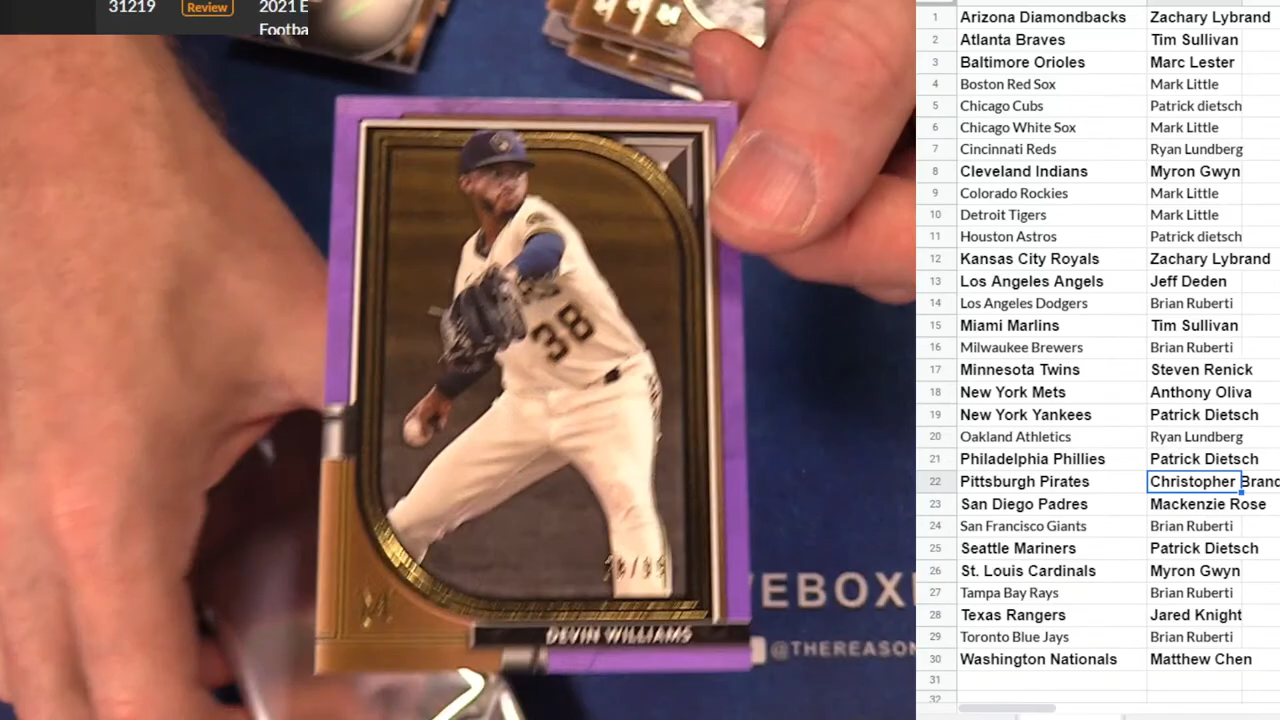 31219 Review 2021 E
Footba
38
DEVIN WILLIAMS
EBOX
@THEREASON
1 Arizona Diamondbacks Zachary Lybrand
2 Atlanta Braves Tim Sullivan
3 Baltimore Orioles Marc Lester
4 Boston Red Sox Mark Little
5 Chicago Cubs Patrick dietsch
6 Chicago White Sox Mark Little
7 Cincinnati Reds Ryan Lundberg
8 Cleveland Indians Myron Gwyn
9 Colorado Rockies Mark Little
10 Detroit Tigers Mark Little
11 Houston Astros Patrick dietsch
12 Kansas City Royals Zachary Lybrand
13 Los Angeles Angels Jeff Deden
14 Los Angeles Dodgers Brian Ruberti
15 Miami Marlins Tim Sullivan
16 Milwaukee Brewers Brian Ruberti
17 Minnesota Twins Steven Renick
18 New York Mets Anthony Oliva
19 New York Yankees Patrick Dietsch
20 Oakland Athletics Ryan Lundberg
21 Philadelphia Phillies Patrick Dietsch
22 Pittsburgh Pirates Christopher Brand
23 San Diego Padres Mackenzie Rose
24 San Francisco Giants Brian Ruberti
25 Seattle Mariners Patrick Dietsch
26 St. Louis Cardinals Myron Gwyn
27 Tampa Bay Rays Brian Ruberti
28 Texas Rangers Jared Knight
29 Toronto Blue Jays Brian Ruberti
30 Washington Nationals Matthew Chen
31
32